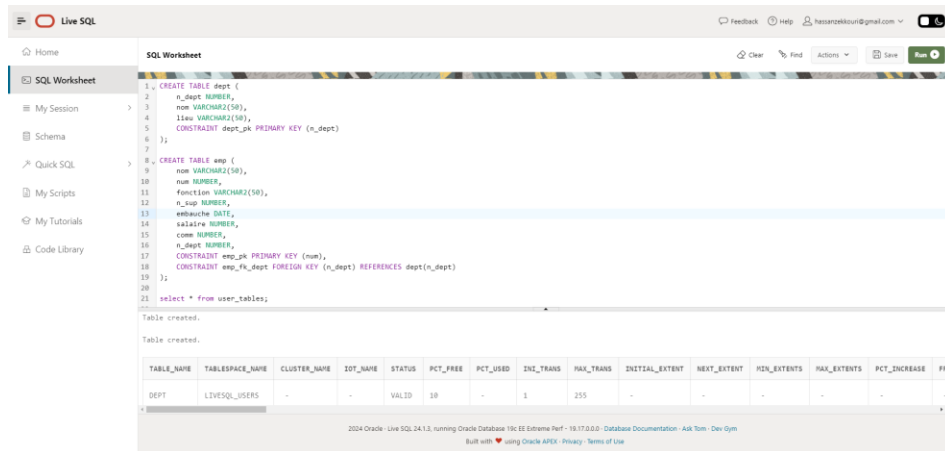 Live SQL
Feedback Help hassanzekkouri@gmail.com
Home
SQL Worksheet
My Session
Schema
Quick SQL
My Scripts
My Tutorials
Code Library
SQL Worksheet
Clear Find Actions Save Run
1 CREATE TABLE dept (
2 n_dept NUMBER,
3 nom VARCHAR2(50),
4 lieu VARCHAR2(50),
5 CONSTRAINT dept_pk PRIMARY KEY (n_dept)
6 );
7
8 CREATE TABLE emp (
9 nom VARCHAR2(50),
10 num NUMBER,
11 fonction VARCHAR2(50),
12 n_sup NUMBER,
13 embauche DATE,
14 salaire NUMBER,
15 comm NUMBER,
16 n_dept NUMBER,
17 CONSTRAINT emp_pk PRIMARY KEY (num),
18 CONSTRAINT emp_fk_dept FOREIGN KEY (n_dept) REFERENCES dept(n_dept)
19 );
20
21 select * from user_tables;
Table created.
Table created.
TABLE_NAME TABLESPACE_NAME CLUSTER_NAME IOT_NAME STATUS PCT_FREE PCT_USED INI_TRANS MAX_TRANS INITIAL_EXTENT NEXT_EXTENT MIN_EXTENTS MAX_EXTENTS PCT_INCREASE
DEPT LIVESQL_USERS - - VALID 10 - 1 255 - - - - -
2024 Oracle · Live SQL 24.1.3, running Oracle Database 19c EE Extreme Perf - 19.17.0.0.0 · Database Documentation · Ask Tom · Dev Gym
Built with ❤ using Oracle APEX · Privacy · Terms of Use